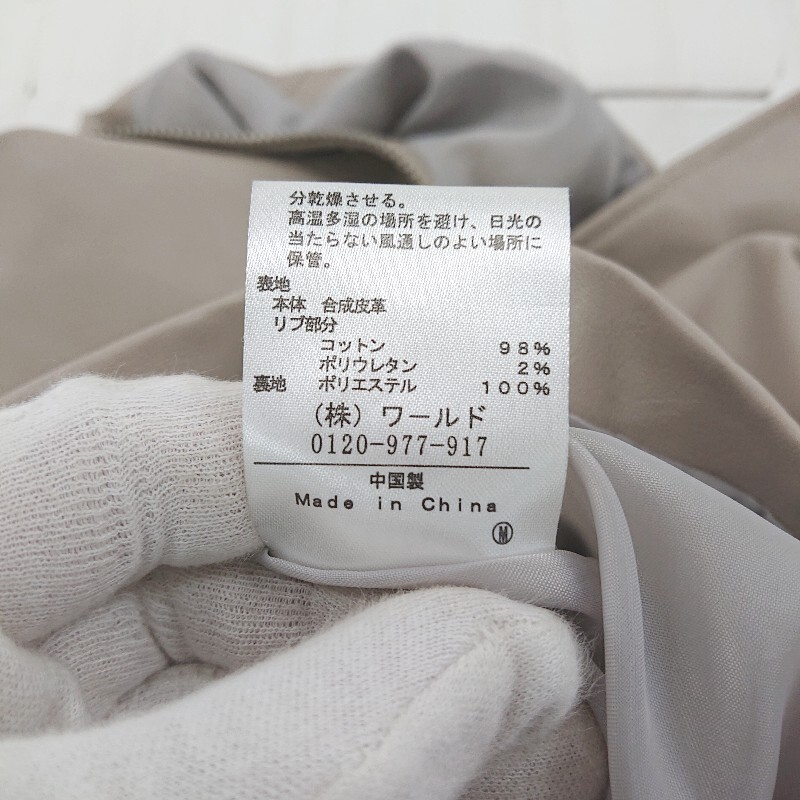 分乾燥させる。
高温多湿の場所を避け、日光の
当たらない風通しのよい場所に
保管。
表地
本体 合成皮革
リブ部分
コットン 98%
ポリウレタン 2%
裏地 ポリエステル 100%
(株)ワールド
0120-977-917
中国製
Made in China
Ⓜ